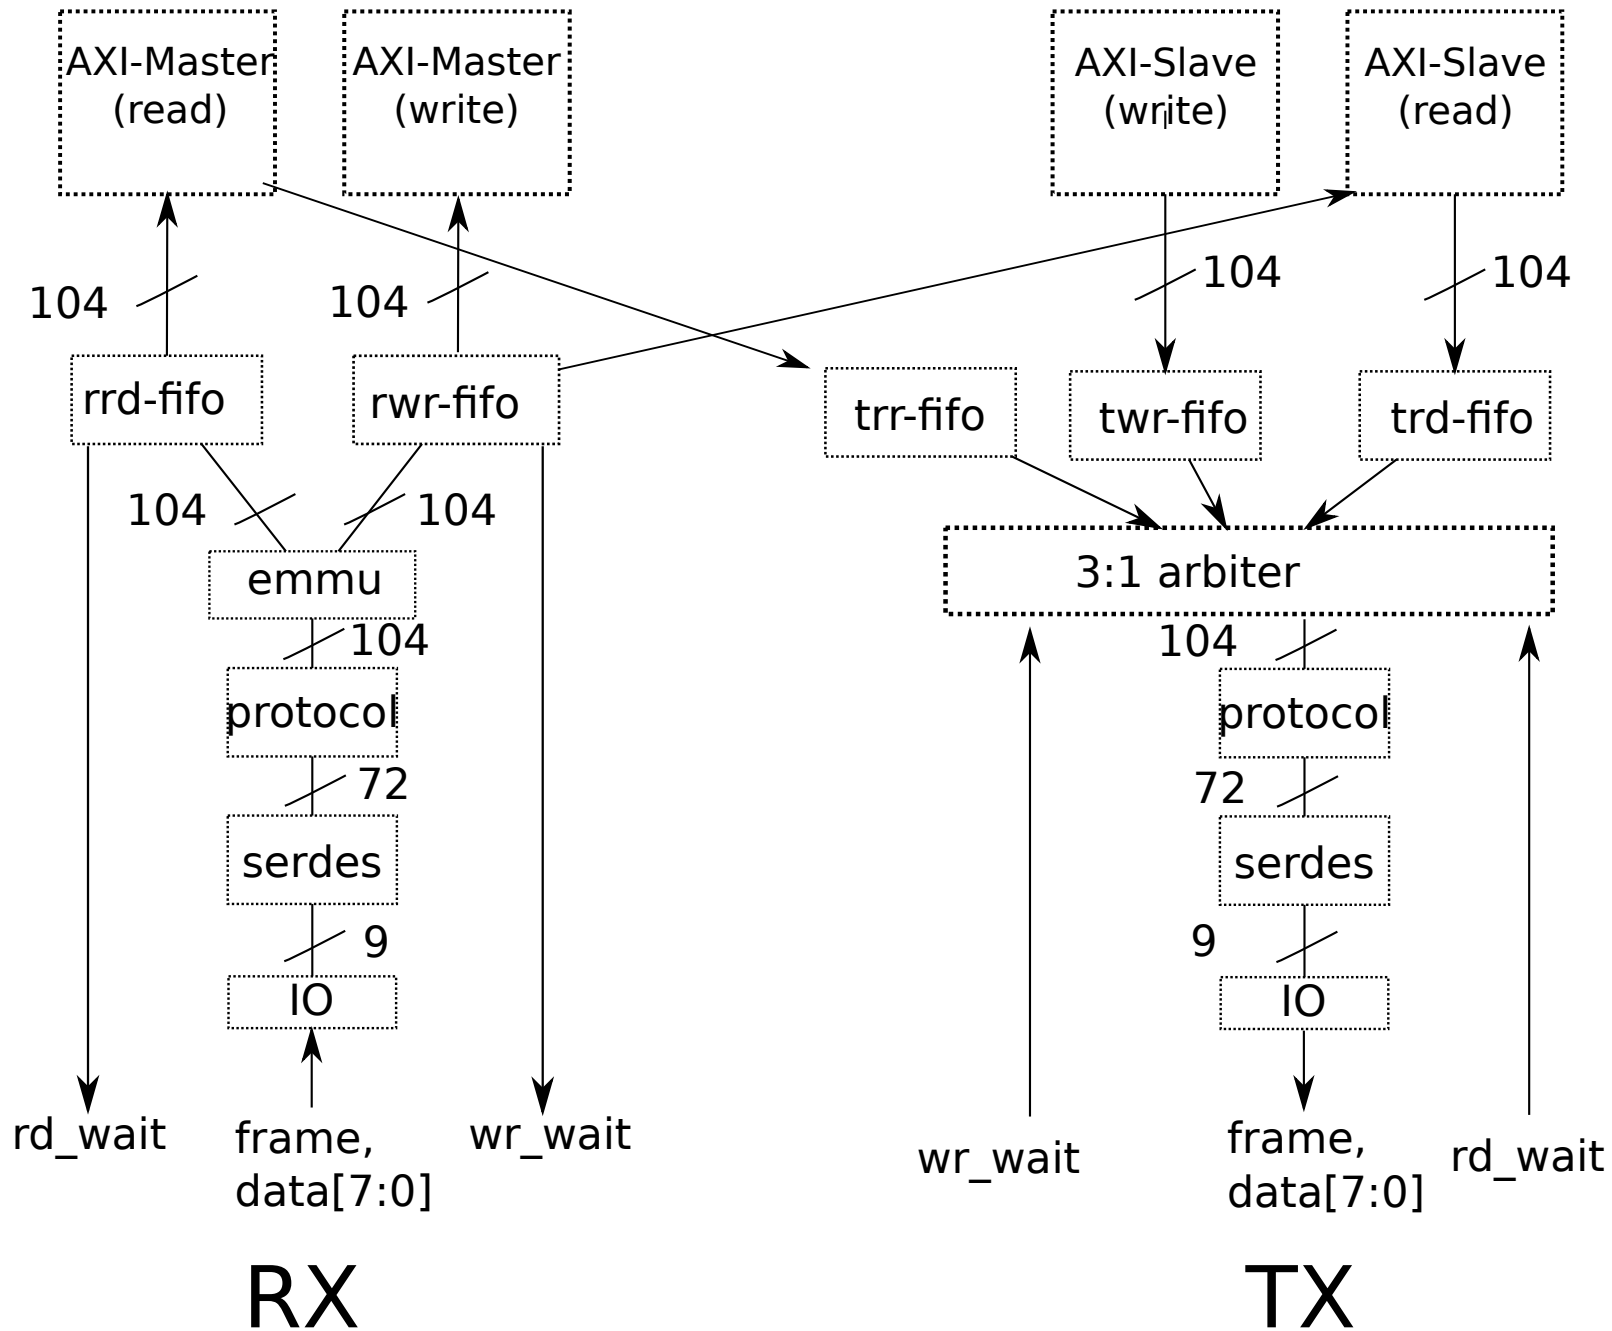 AXI-Master
(read)
AXI-Master
(write)
AXI-Slave
(write)
AXI-Slave
(read)
104
104
104
104
rrd-fifo
rwr-fifo
trr-fifo
twr-fifo
trd-fifo
104
104
emmu
3:1 arbiter
104
104
protocol
protocol
72
72
serdes
serdes
9
9
IO
IO
rd_wait
frame,
data[7:0]
wr_wait
wr_wait
frame,
data[7:0]
rd_wait
RX
TX